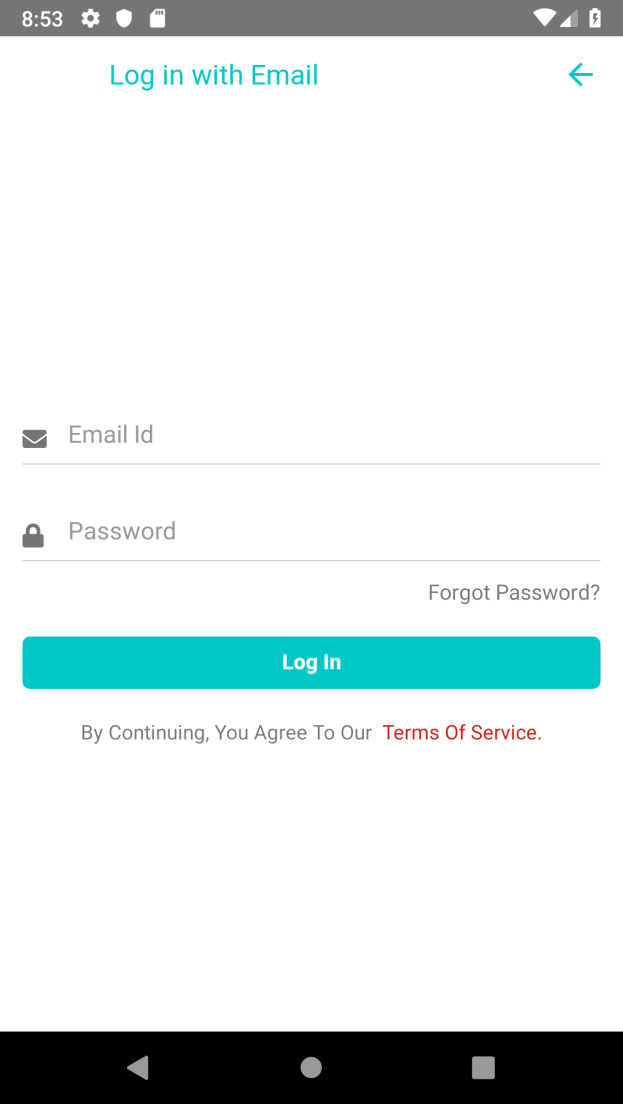 8:53
Log in with Email
Email Id
Password
Forgot Password?
Log In
By Continuing, You Agree To Our Terms Of Service.